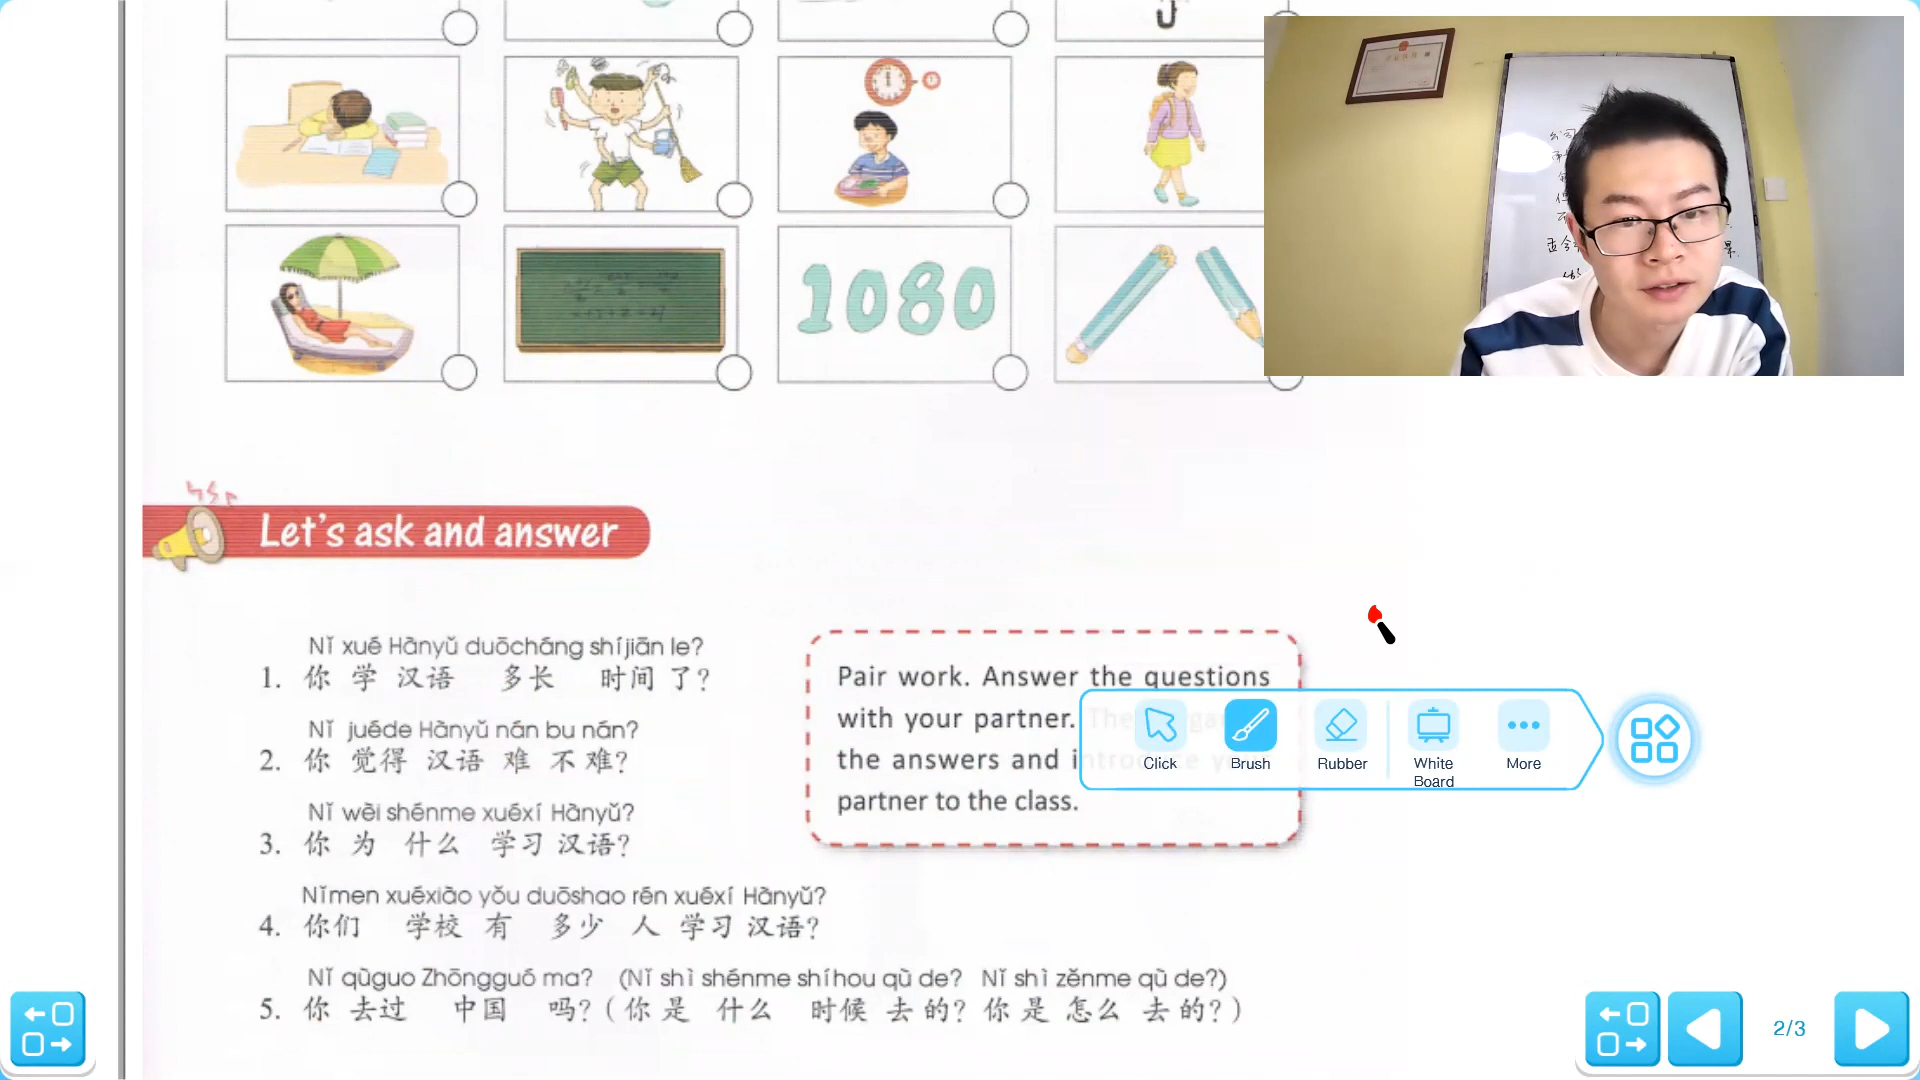 1080
Let's ask and answer
Nǐ xué Hànyǔ duōcháng shíjiān le?
1. 你 学 汉语 多长 时间 了?
Nǐ juéde Hànyǔ nán bu nán?
2. 你 觉得 汉语 难 不 难?
Nǐ wèi shénme xuéxí Hànyǔ?
3. 你 为 什么 学习 汉语?
Nǐmen xuéxiào yǒu duōshao rén xuéxí Hànyǔ?
4. 你们 学校 有 多少 人 学习 汉语?
Nǐ qùguo Zhōngguó ma? (Nǐ shì shénme shíhou qù de? Nǐ shì zěnme qù de?)
5. 你 去过 中国 吗? (你 是 什么 时候 去 的? 你 是 怎么 去 的?)
Pair work. Answer the questions
with your partner.
the answers and
partner to the class.
Click
Brush
Rubber
White
Board
More
2/3